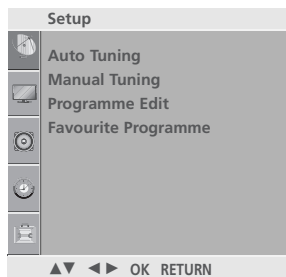 Setup
Auto Tuning
Manual Tuning
Programme Edit
Favourite Programme
▲▼ ◄► OK RETURN